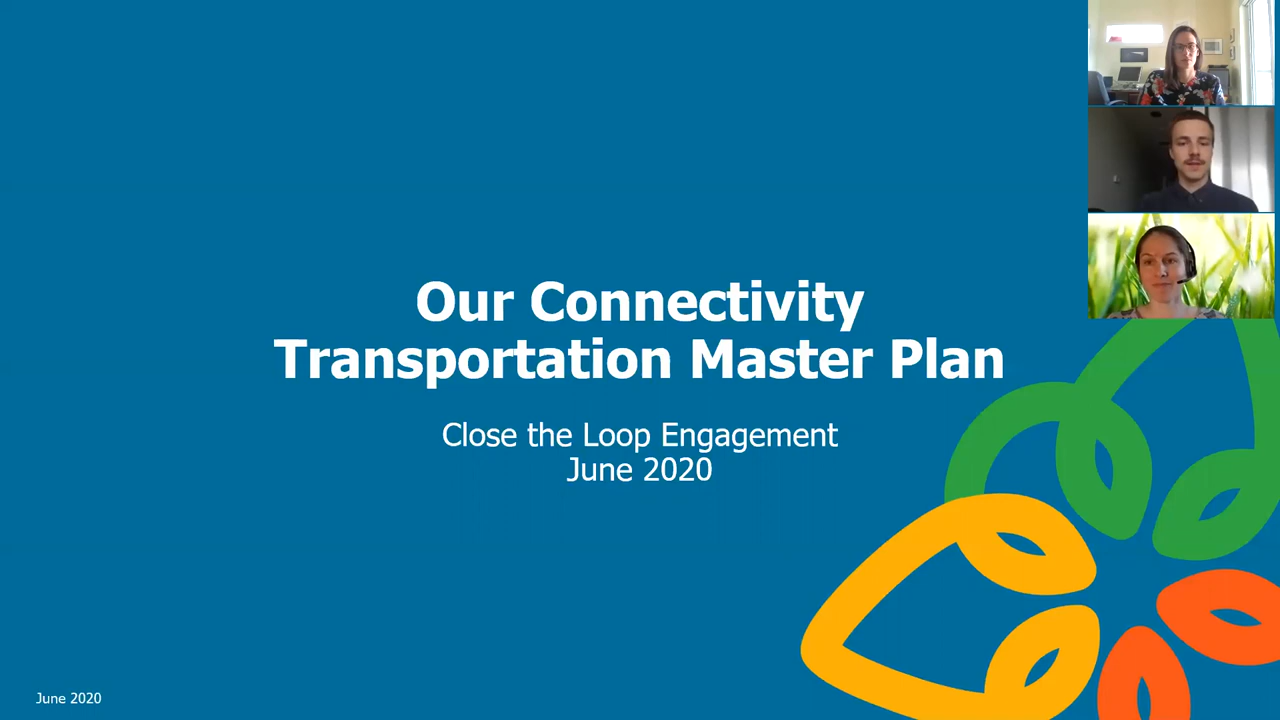 Our Connectivity
Transportation Master Plan
Close the Loop Engagement
June 2020
June 2020